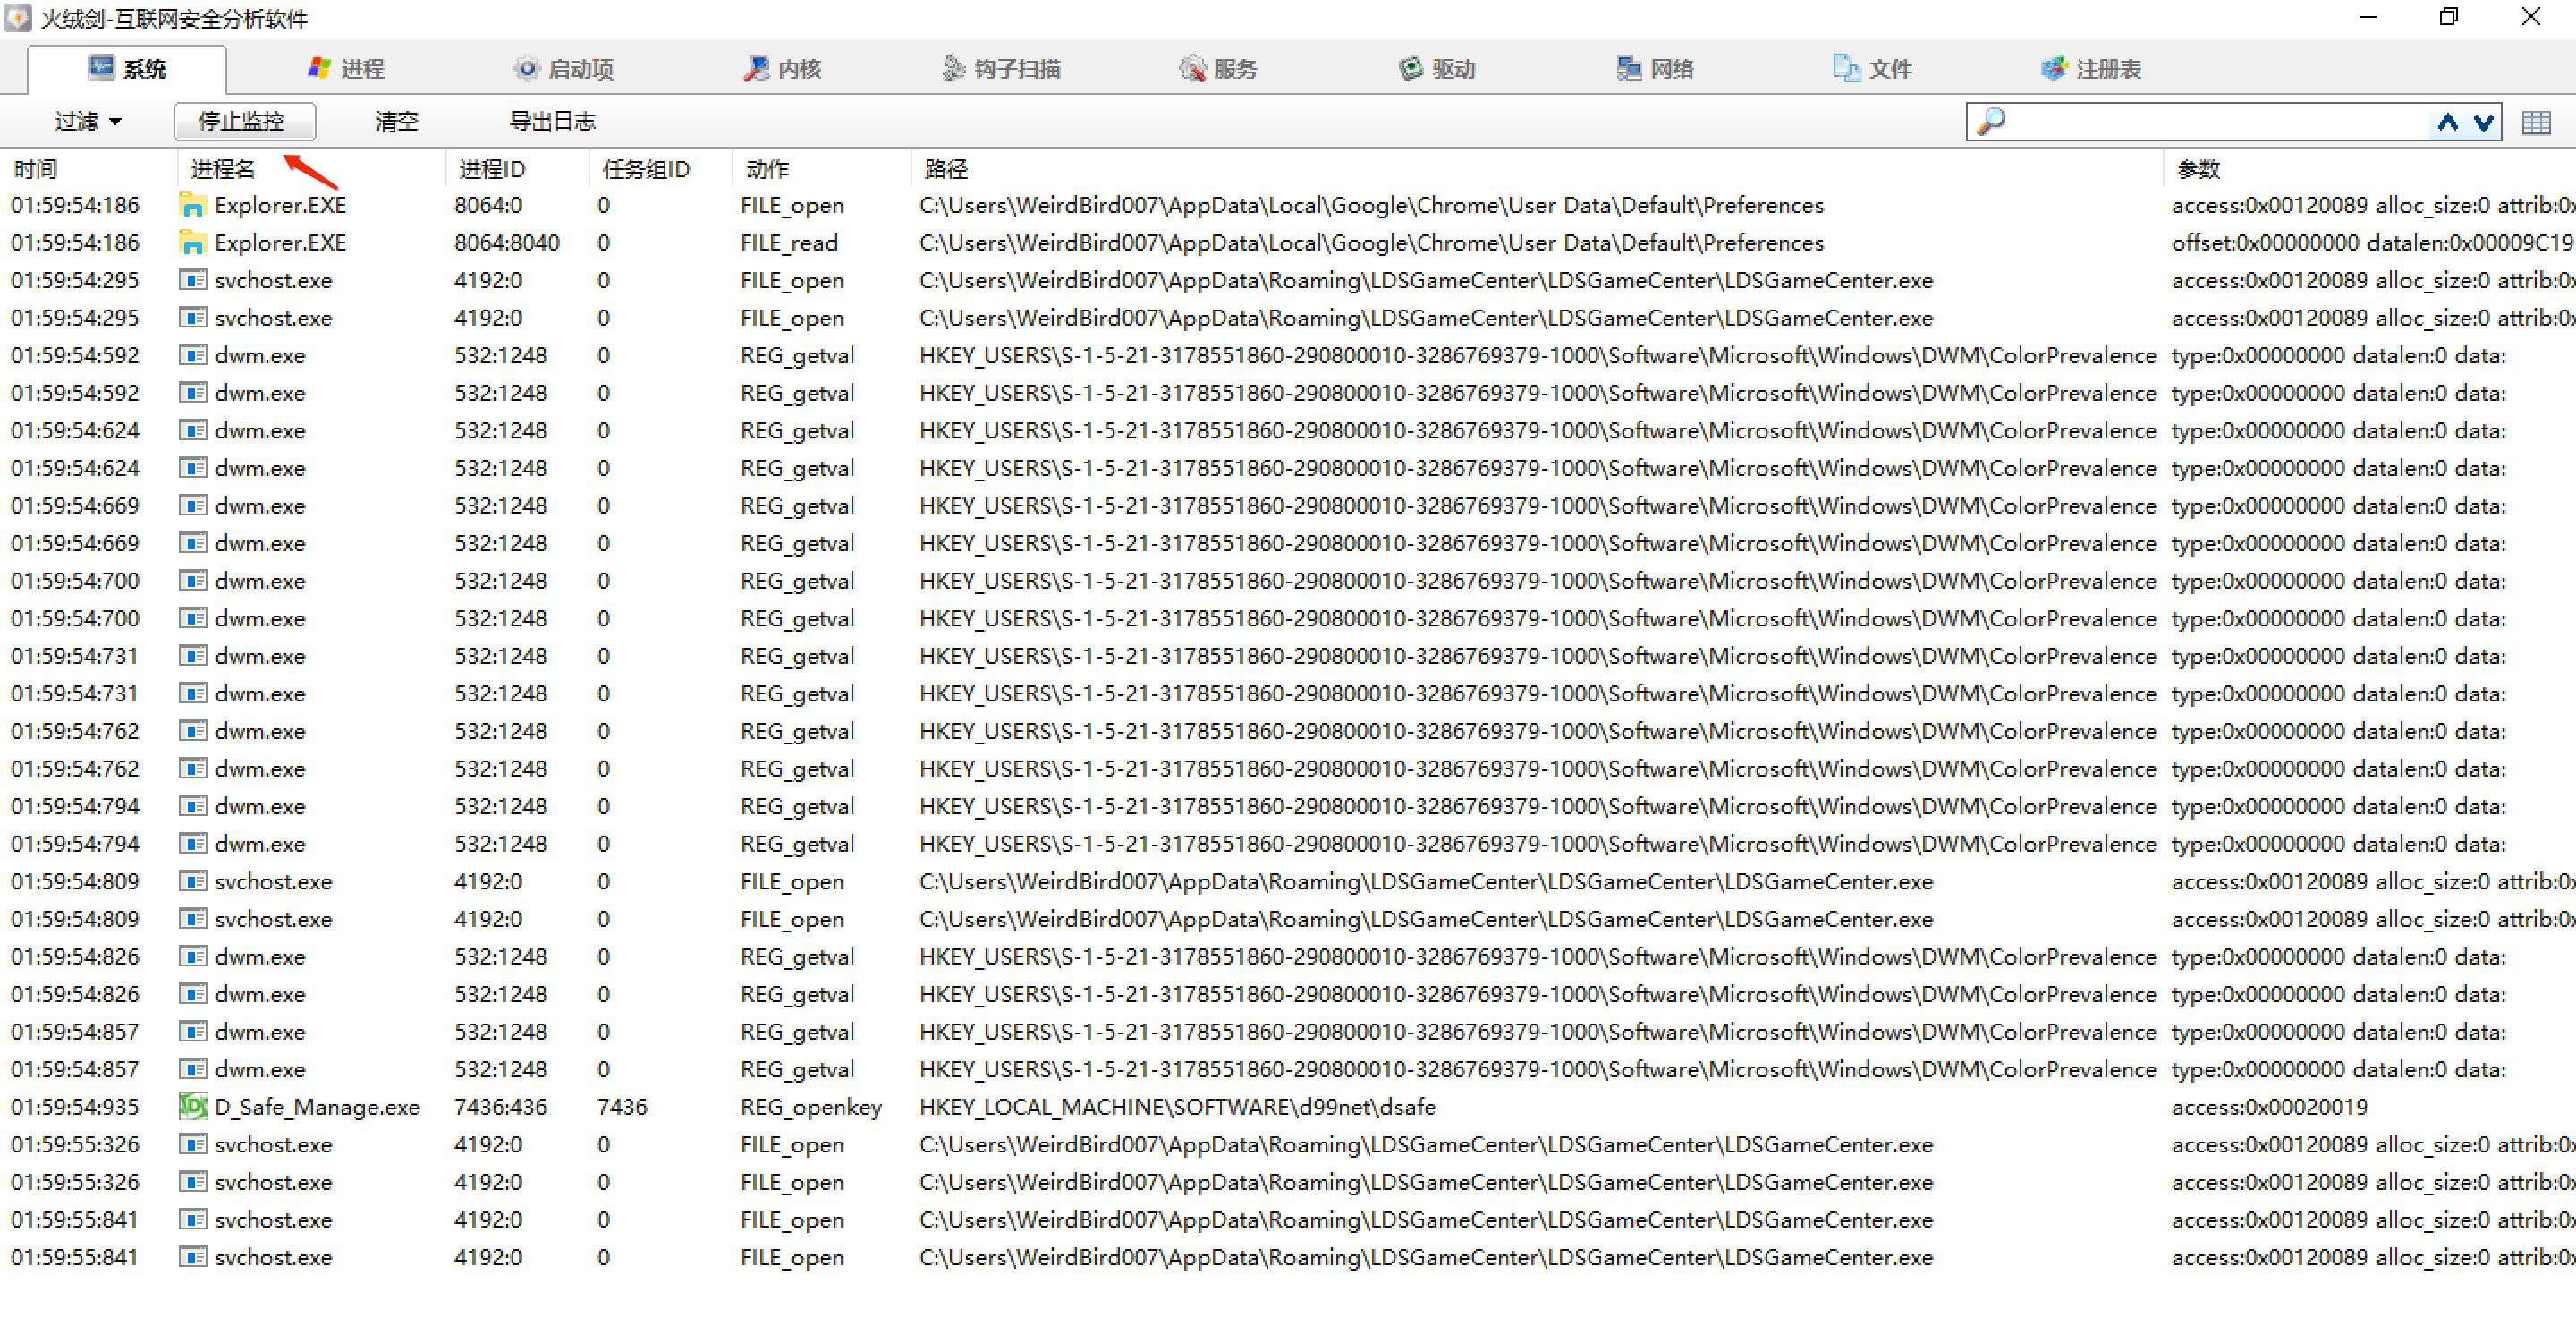 火绒剑-互联网安全分析软件
系统 进程 启动项 内核 钩子扫描 服务 驱动 网络 文件 注册表
过滤 停止监控 清空 导出日志
时间 进程名 进程ID 任务组ID 动作 路径 参数
01:59:54:186 Explorer.EXE 8064:0 0 FILE_open C:\Users\WeirdBird007\AppData\Local\Google\Chrome\User Data\Default\Preferences access:0x00120089 alloc_size:0 attrib:0x
01:59:54:186 Explorer.EXE 8064:8040 0 FILE_read C:\Users\WeirdBird007\AppData\Local\Google\Chrome\User Data\Default\Preferences offset:0x00000000 datalen:0x00009C19
01:59:54:295 svchost.exe 4192:0 0 FILE_open C:\Users\WeirdBird007\AppData\Roaming\LDSGameCenter\LDSGameCenter\LDSGameCenter.exe access:0x00120089 alloc_size:0 attrib:0x
01:59:54:295 svchost.exe 4192:0 0 FILE_open C:\Users\WeirdBird007\AppData\Roaming\LDSGameCenter\LDSGameCenter\LDSGameCenter.exe access:0x00120089 alloc_size:0 attrib:0x
01:59:54:592 dwm.exe 532:1248 0 REG_getval HKEY_USERS\S-1-5-21-3178551860-290800010-3286769379-1000\Software\Microsoft\Windows\DWM\ColorPrevalence type:0x00000000 datalen:0 data:
01:59:54:592 dwm.exe 532:1248 0 REG_getval HKEY_USERS\S-1-5-21-3178551860-290800010-3286769379-1000\Software\Microsoft\Windows\DWM\ColorPrevalence type:0x00000000 datalen:0 data:
01:59:54:624 dwm.exe 532:1248 0 REG_getval HKEY_USERS\S-1-5-21-3178551860-290800010-3286769379-1000\Software\Microsoft\Windows\DWM\ColorPrevalence type:0x00000000 datalen:0 data:
01:59:54:624 dwm.exe 532:1248 0 REG_getval HKEY_USERS\S-1-5-21-3178551860-290800010-3286769379-1000\Software\Microsoft\Windows\DWM\ColorPrevalence type:0x00000000 datalen:0 data:
01:59:54:669 dwm.exe 532:1248 0 REG_getval HKEY_USERS\S-1-5-21-3178551860-290800010-3286769379-1000\Software\Microsoft\Windows\DWM\ColorPrevalence type:0x00000000 datalen:0 data:
01:59:54:669 dwm.exe 532:1248 0 REG_getval HKEY_USERS\S-1-5-21-3178551860-290800010-3286769379-1000\Software\Microsoft\Windows\DWM\ColorPrevalence type:0x00000000 datalen:0 data:
01:59:54:700 dwm.exe 532:1248 0 REG_getval HKEY_USERS\S-1-5-21-3178551860-290800010-3286769379-1000\Software\Microsoft\Windows\DWM\ColorPrevalence type:0x00000000 datalen:0 data:
01:59:54:700 dwm.exe 532:1248 0 REG_getval HKEY_USERS\S-1-5-21-3178551860-290800010-3286769379-1000\Software\Microsoft\Windows\DWM\ColorPrevalence type:0x00000000 datalen:0 data:
01:59:54:731 dwm.exe 532:1248 0 REG_getval HKEY_USERS\S-1-5-21-3178551860-290800010-3286769379-1000\Software\Microsoft\Windows\DWM\ColorPrevalence type:0x00000000 datalen:0 data:
01:59:54:731 dwm.exe 532:1248 0 REG_getval HKEY_USERS\S-1-5-21-3178551860-290800010-3286769379-1000\Software\Microsoft\Windows\DWM\ColorPrevalence type:0x00000000 datalen:0 data:
01:59:54:762 dwm.exe 532:1248 0 REG_getval HKEY_USERS\S-1-5-21-3178551860-290800010-3286769379-1000\Software\Microsoft\Windows\DWM\ColorPrevalence type:0x00000000 datalen:0 data:
01:59:54:762 dwm.exe 532:1248 0 REG_getval HKEY_USERS\S-1-5-21-3178551860-290800010-3286769379-1000\Software\Microsoft\Windows\DWM\ColorPrevalence type:0x00000000 datalen:0 data:
01:59:54:794 dwm.exe 532:1248 0 REG_getval HKEY_USERS\S-1-5-21-3178551860-290800010-3286769379-1000\Software\Microsoft\Windows\DWM\ColorPrevalence type:0x00000000 datalen:0 data:
01:59:54:794 dwm.exe 532:1248 0 REG_getval HKEY_USERS\S-1-5-21-3178551860-290800010-3286769379-1000\Software\Microsoft\Windows\DWM\ColorPrevalence type:0x00000000 datalen:0 data:
01:59:54:809 svchost.exe 4192:0 0 FILE_open C:\Users\WeirdBird007\AppData\Roaming\LDSGameCenter\LDSGameCenter\LDSGameCenter.exe access:0x00120089 alloc_size:0 attrib:0x
01:59:54:809 svchost.exe 4192:0 0 FILE_open C:\Users\WeirdBird007\AppData\Roaming\LDSGameCenter\LDSGameCenter\LDSGameCenter.exe access:0x00120089 alloc_size:0 attrib:0x
01:59:54:826 dwm.exe 532:1248 0 REG_getval HKEY_USERS\S-1-5-21-3178551860-290800010-3286769379-1000\Software\Microsoft\Windows\DWM\ColorPrevalence type:0x00000000 datalen:0 data:
01:59:54:826 dwm.exe 532:1248 0 REG_getval HKEY_USERS\S-1-5-21-3178551860-290800010-3286769379-1000\Software\Microsoft\Windows\DWM\ColorPrevalence type:0x00000000 datalen:0 data:
01:59:54:857 dwm.exe 532:1248 0 REG_getval HKEY_USERS\S-1-5-21-3178551860-290800010-3286769379-1000\Software\Microsoft\Windows\DWM\ColorPrevalence type:0x00000000 datalen:0 data:
01:59:54:857 dwm.exe 532:1248 0 REG_getval HKEY_USERS\S-1-5-21-3178551860-290800010-3286769379-1000\Software\Microsoft\Windows\DWM\ColorPrevalence type:0x00000000 datalen:0 data:
01:59:54:935 D_Safe_Manage.exe 7436:436 7436 REG_openkey HKEY_LOCAL_MACHINE\SOFTWARE\d99net\dsafe access:0x00020019
01:59:55:326 svchost.exe 4192:0 0 FILE_open C:\Users\WeirdBird007\AppData\Roaming\LDSGameCenter\LDSGameCenter\LDSGameCenter.exe access:0x00120089 alloc_size:0 attrib:0x
01:59:55:326 svchost.exe 4192:0 0 FILE_open C:\Users\WeirdBird007\AppData\Roaming\LDSGameCenter\LDSGameCenter\LDSGameCenter.exe access:0x00120089 alloc_size:0 attrib:0x
01:59:55:841 svchost.exe 4192:0 0 FILE_open C:\Users\WeirdBird007\AppData\Roaming\LDSGameCenter\LDSGameCenter\LDSGameCenter.exe access:0x00120089 alloc_size:0 attrib:0x
01:59:55:841 svchost.exe 4192:0 0 FILE_open C:\Users\WeirdBird007\AppData\Roaming\LDSGameCenter\LDSGameCenter\LDSGameCenter.exe access:0x00120089 alloc_size:0 attrib:0x